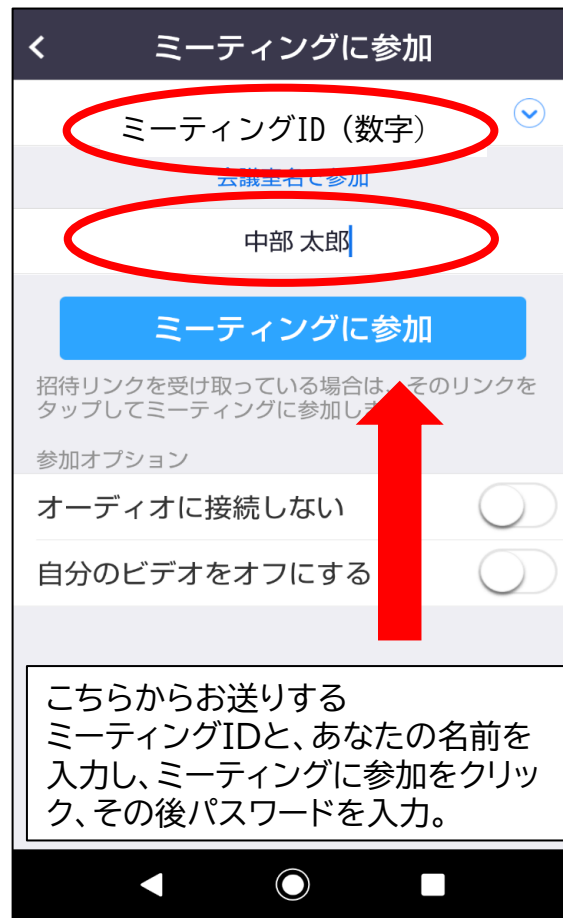 ミーティングに参加
ミーティングID（数字）
会議室名で参加
中部 太郎
ミーティングに参加
招待リンクを受け取っている場合は、そのリンクを
タップしてミーティングに参加しま
参加オプション
オーディオに接続しない
自分のビデオをオフにする
こちらからお送りする
ミーティングIDと、あなたの名前を
入力し、ミーティングに参加をクリッ
ク、その後パスワードを入力。